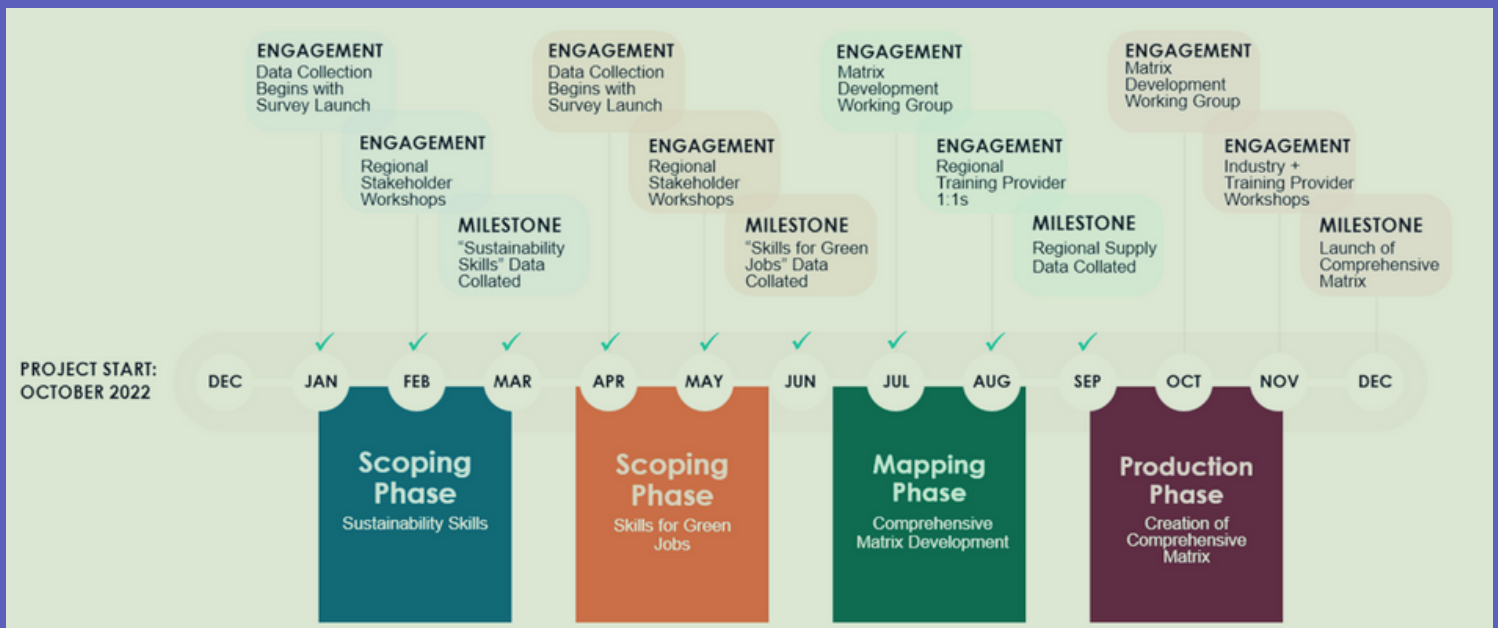 ENGAGEMENT
Data Collection
Begins with
Survey Launch
ENGAGEMENT
Regional
Stakeholder
Workshops
MILESTONE
“Sustainability
Skills” Data
Collated
ENGAGEMENT
Data Collection
Begins with
Survey Launch
ENGAGEMENT
Regional
Stakeholder
Workshops
MILESTONE
“Skills for Green
Jobs” Data
Collated
ENGAGEMENT
Matrix
Development
Working Group
ENGAGEMENT
Regional
Training Provider
1:1s
MILESTONE
Regional Supply
Data Collated
ENGAGEMENT
Matrix
Development
Working Group
ENGAGEMENT
Industry +
Training Provider
Workshops
MILESTONE
Launch of
Comprehensive
Matrix
PROJECT START:
OCTOBER 2022
DEC JAN FEB MAR APR MAY JUN JUL AUG SEP OCT NOV DEC
Scoping
Phase
Sustainability Skills
Scoping
Phase
Skills for Green
Jobs
Mapping
Phase
Comprehensive
Matrix Development
Production
Phase
Creation of
Comprehensive
Matrix